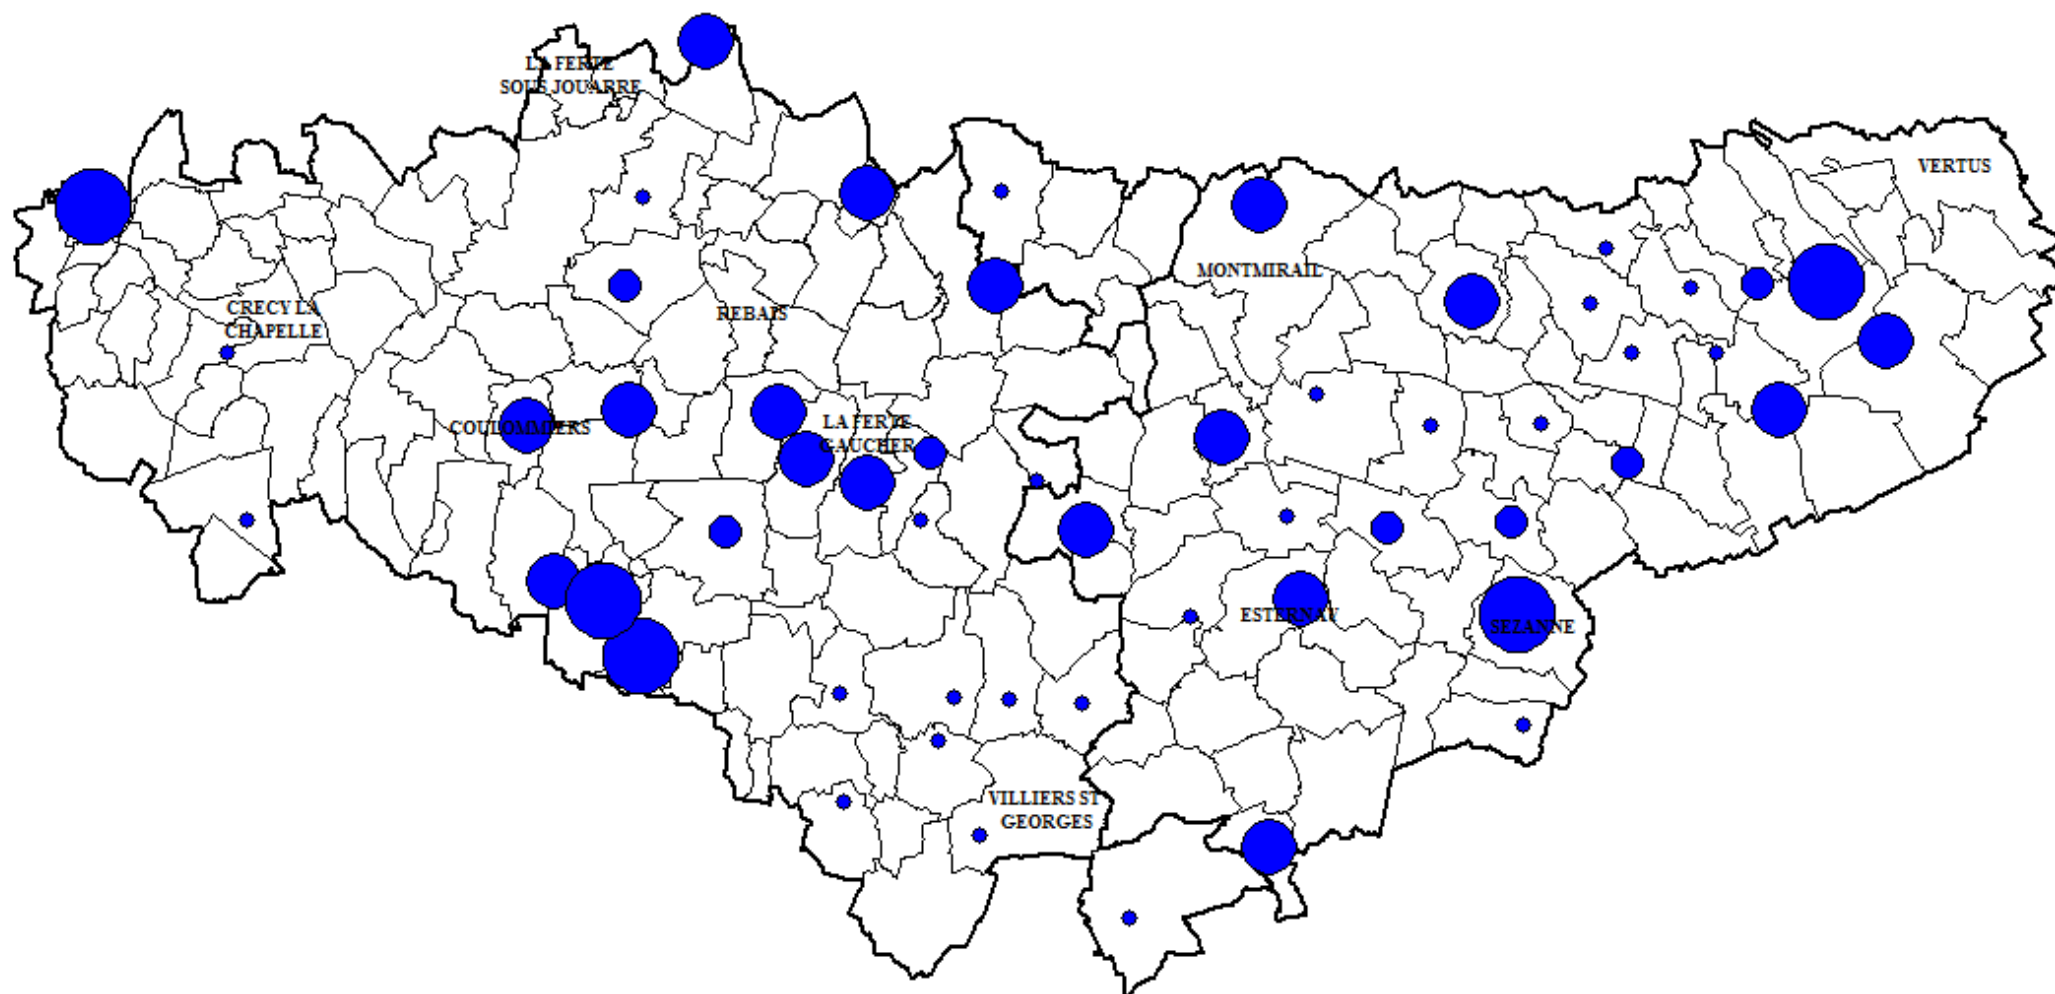 LA FERTE
SOUS JOUARRE
VERTUS
MONTMIRAIL
CRECY LA
CHAPELLE
REBAIS
COULOMMIERS
LA FERTE
GAUCHER
ESTERNAY
SEZANNE
VILLIERS ST
GEORGES